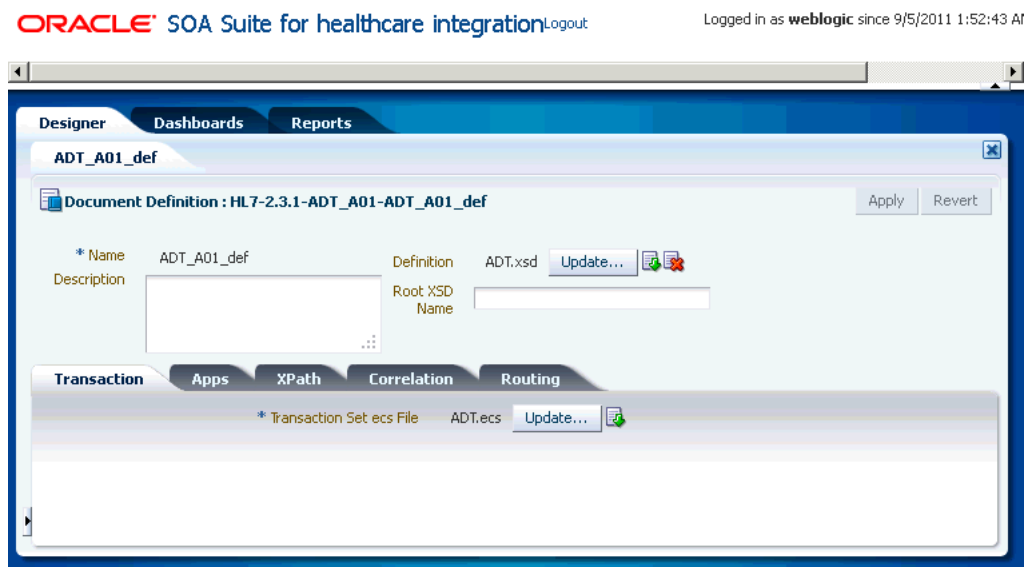 ORACLE SOA Suite for healthcare integration Logout Logged in as weblogic since 9/5/2011 1:52:43 AM
Designer Dashboards Reports
ADT_A01_def
Document Definition : HL7-2.3.1-ADT_A01-ADT_A01_def Apply Revert
* Name ADT_A01_def Definition ADT.xsd Update...
Description Root XSD Name
Transaction Apps XPath Correlation Routing
* Transaction Set ecs File ADT.ecs Update...